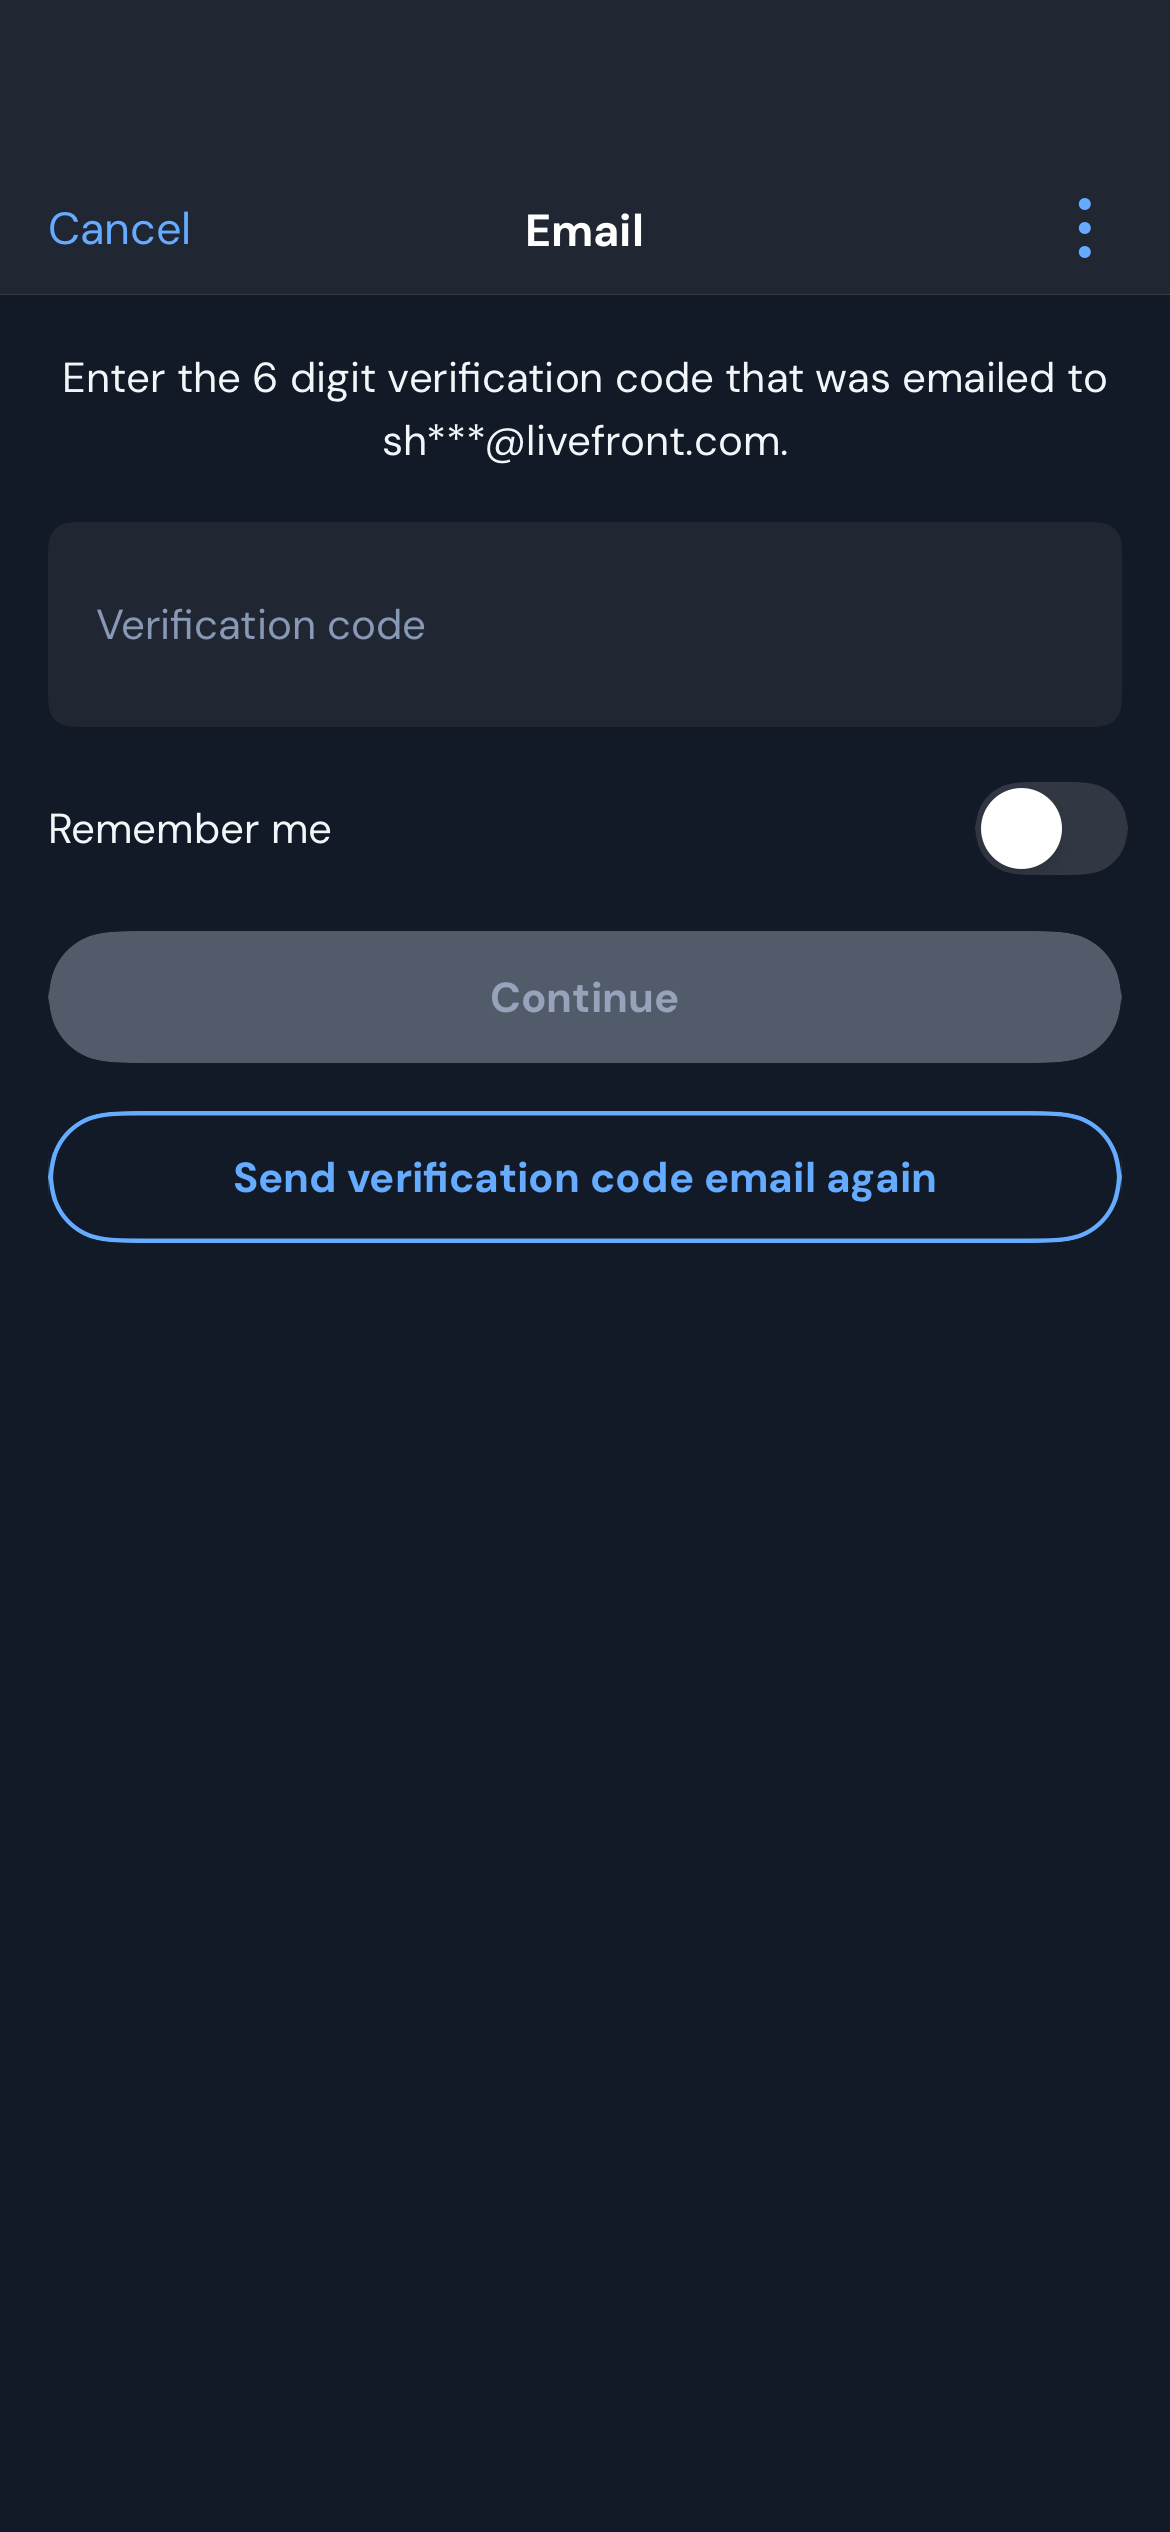 Cancel
Email
Enter the 6 digit verification code that was emailed to
sh***@livefront.com.
Verification code
Remember me
Continue
Send verification code email again